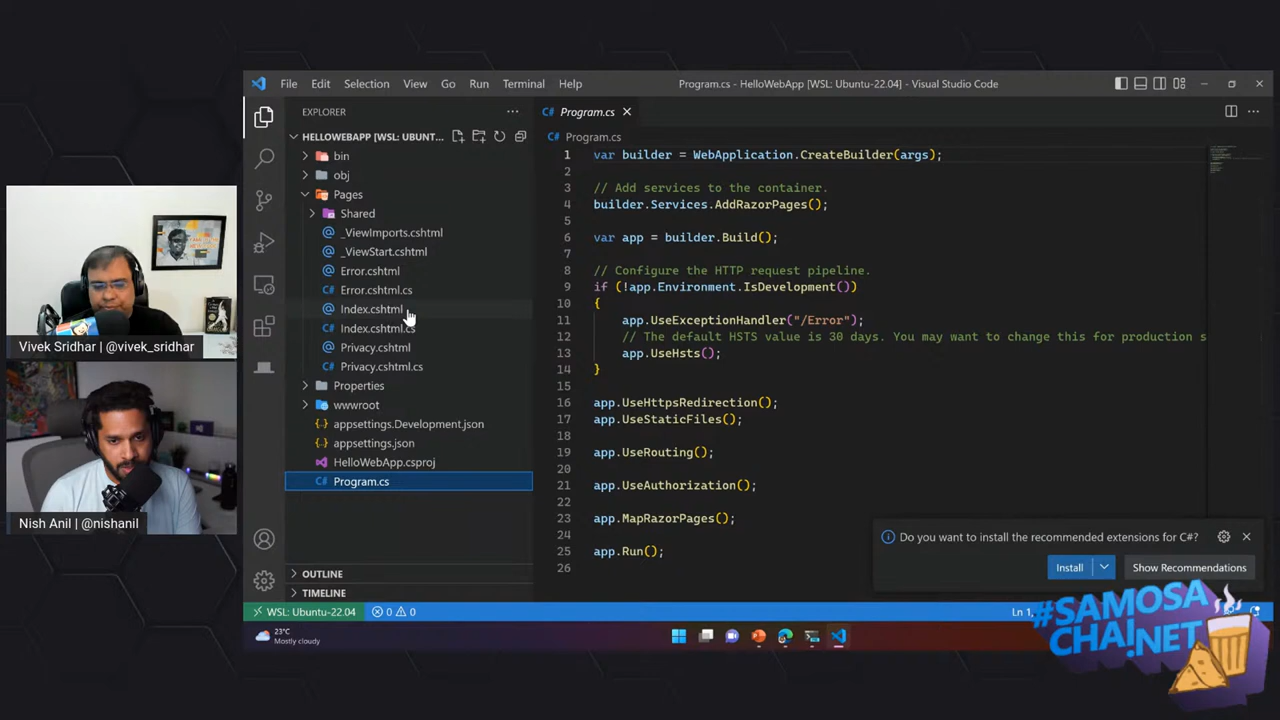 File Edit Selection View Go Run Terminal Help
Program.cs - HelloWebApp [WSL: Ubuntu-22.04] - Visual Studio Code
EXPLORER
HELLOWEBAPP [WSL: UBUNT...
bin
obj
Pages
Shared
_ViewImports.cshtml
_ViewStart.cshtml
Error.cshtml
Error.cshtml.cs
Index.cshtml
Index.cshtml.cs
Privacy.cshtml
Privacy.cshtml.cs
Properties
wwwroot
appsettings.Development.json
appsettings.json
HelloWebApp.csproj
Program.cs
OUTLINE
TIMELINE
Program.cs
Program.cs
1 var builder = WebApplication.CreateBuilder(args);
2
3 // Add services to the container.
4 builder.Services.AddRazorPages();
5
6 var app = builder.Build();
7
8 // Configure the HTTP request pipeline.
9 if (!app.Environment.IsDevelopment())
10 {
11 app.UseExceptionHandler("/Error");
12 // The default HSTS value is 30 days. You may want to change this for production s
13 app.UseHsts();
14 }
15
16 app.UseHttpsRedirection();
17 app.UseStaticFiles();
18
19 app.UseRouting();
20
21 app.UseAuthorization();
22
23 app.MapRazorPages();
24
25 app.Run();
26
Do you want to install the recommended extensions for C#?
Install
Show Recommendations
WSL: Ubuntu-22.04
0 0
Ln 1,
23°C
Mostly cloudy
Vivek Sridhar | @vivek_sridhar
Nish Anil | @nishanil
#SAMOSA
CHAI.NET